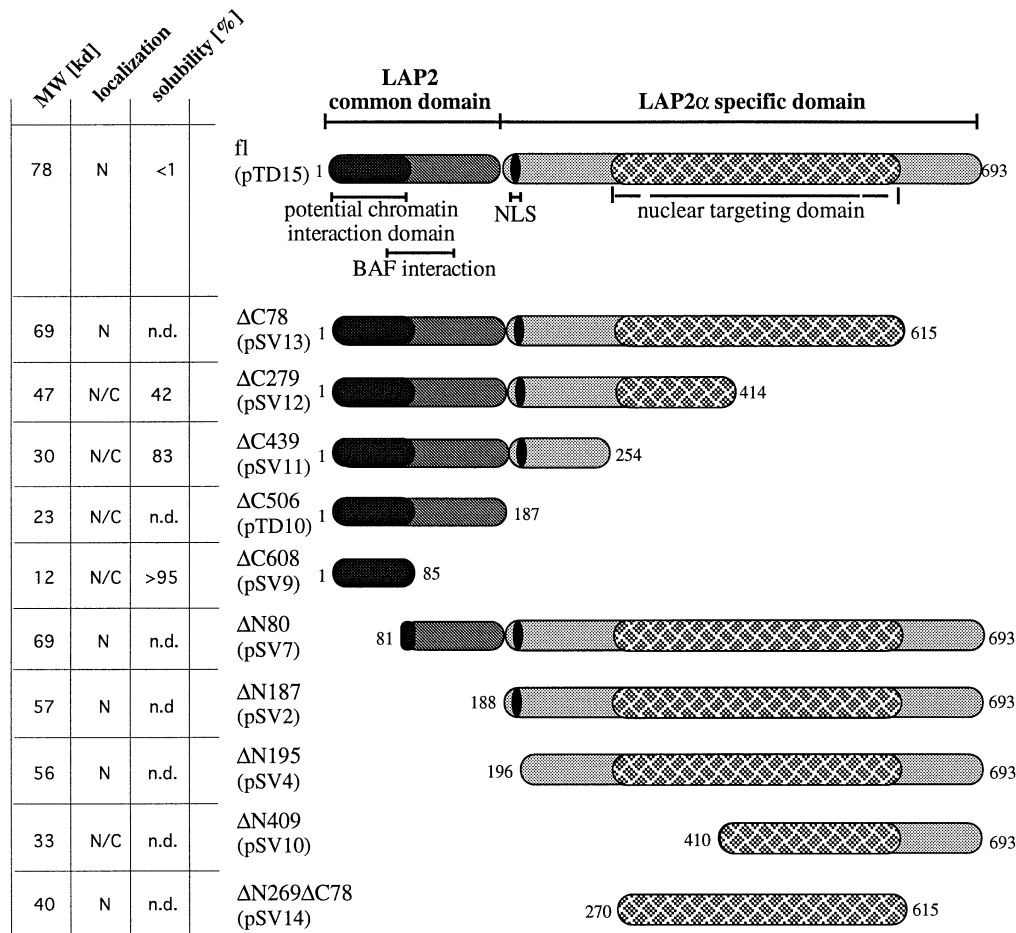 MW [kd]
localization
solubility [%]
LAP2
common domain
LAP2α specific domain
78 N <1
fl
(pTD15) 1 693
potential chromatin
interaction domain
NLS
nuclear targeting domain
BAF interaction
69 N n.d.
ΔC78
(pSV13) 1 615
47 N/C 42
ΔC279
(pSV12) 1 414
30 N/C 83
ΔC439
(pSV11) 1 254
23 N/C n.d.
ΔC506
(pTD10) 1 187
12 N/C >95
ΔC608
(pSV9) 1 85
69 N n.d.
ΔN80
(pSV7) 81 693
57 N n.d
ΔN187
(pSV2) 188 693
56 N n.d.
ΔN195
(pSV4) 196 693
33 N/C n.d.
ΔN409
(pSV10) 410 693
40 N n.d.
ΔN269ΔC78
(pSV14) 270 615